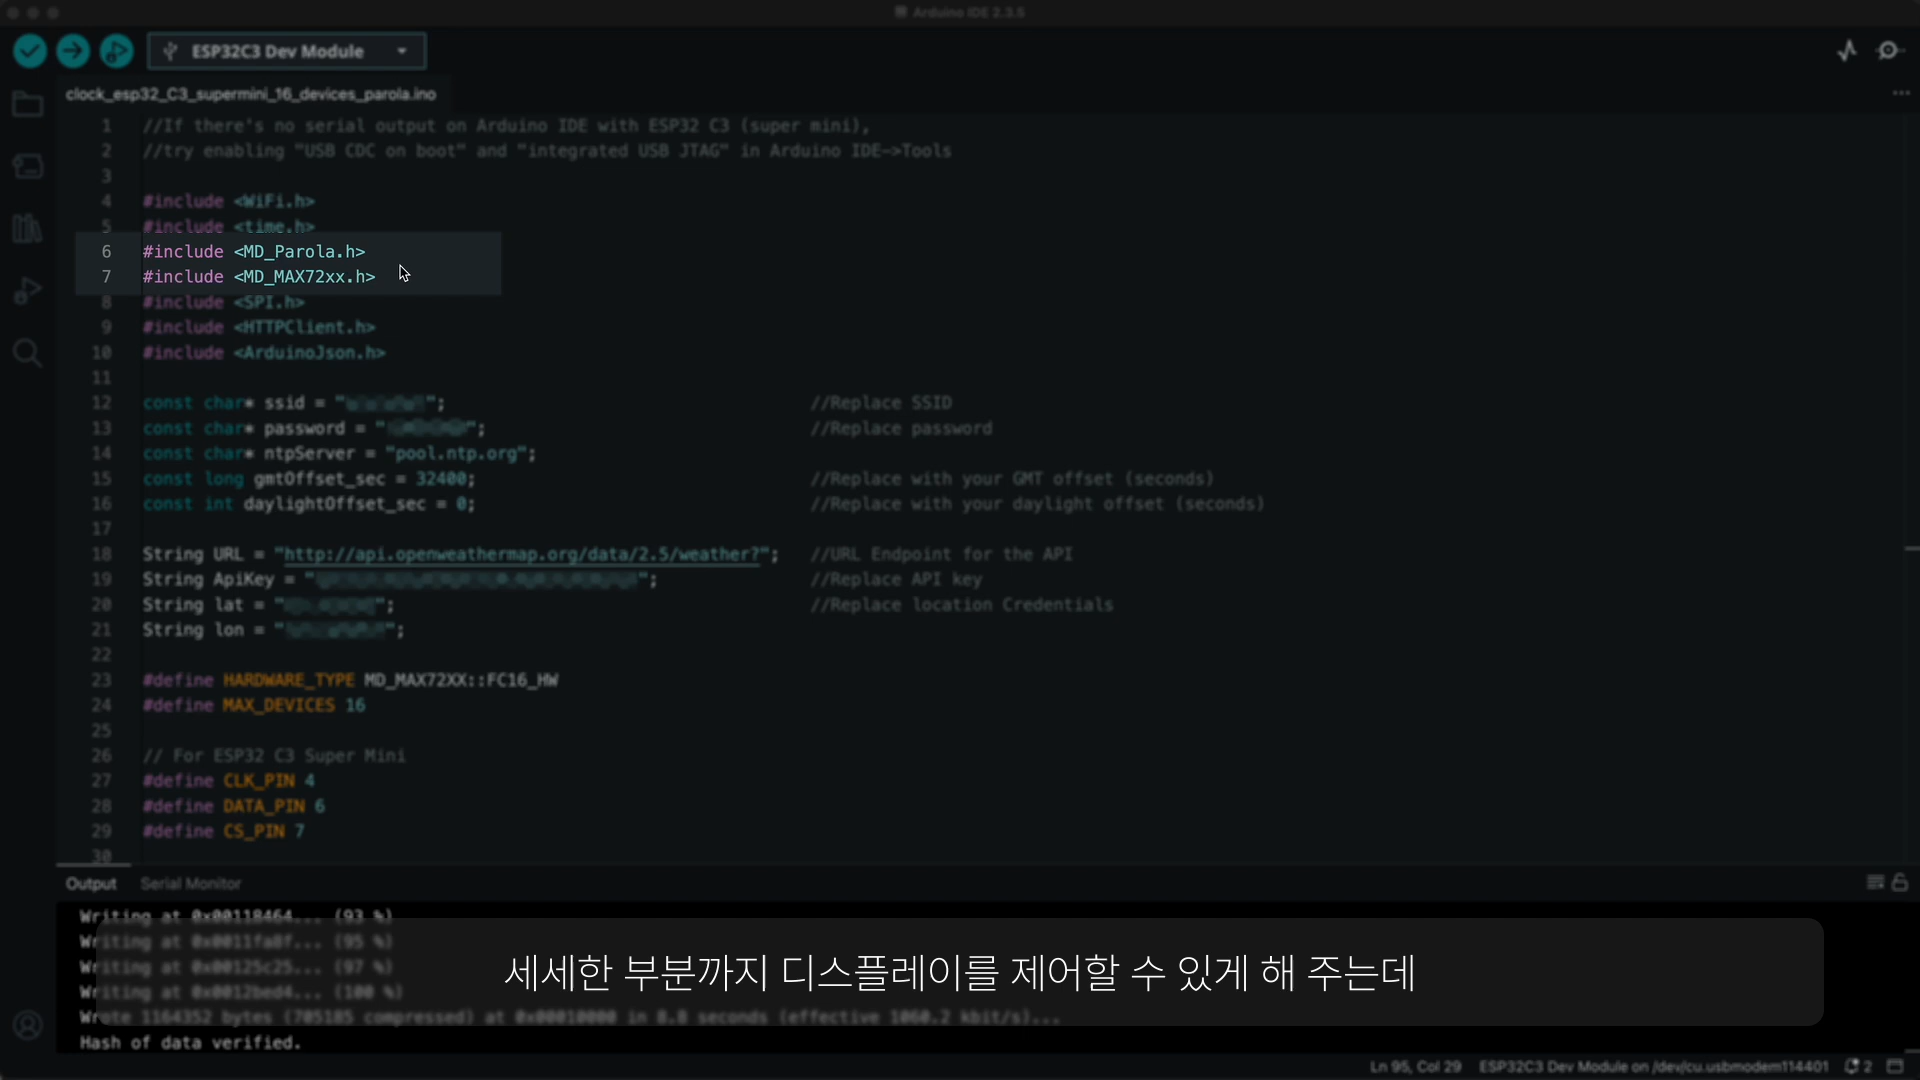 Arduino IDE 2.3.5
ESP32C3 Dev Module
clock_esp32_C3_supermini_16_devices_parola.ino
1 //If there's no serial output on Arduino IDE with ESP32 C3 (super mini),
2 //try enabling "USB CDC on boot" and "integrated USB JTAG" in Arduino IDE->Tools
3
4 #include <WiFi.h>
5 #include <time.h>
6 #include <MD_Parola.h>
7 #include <MD_MAX72xx.h>
8 #include <SPI.h>
9 #include <HTTPClient.h>
10 #include <ArduinoJson.h>
11
12 const char* ssid = " "; //Replace SSID
13 const char* password = " "; //Replace password
14 const char* ntpServer = "pool.ntp.org";
15 const long gmtOffset_sec = 32400; //Replace with your GMT offset (seconds)
16 const int daylightOffset_sec = 0; //Replace with your daylight offset (seconds)
17
18 String URL = "http://api.openweathermap.org/data/2.5/weather?"; //URL Endpoint for the API
19 String ApiKey = " "; //Replace API key
20 String lat = " "; //Replace location Credentials
21 String lon = " ";
22
23 #define HARDWARE_TYPE MD_MAX72XX::FC16_HW
24 #define MAX_DEVICES 16
25
26 // For ESP32 C3 Super Mini
27 #define CLK_PIN 4
28 #define DATA_PIN 6
29 #define CS_PIN 7
30
Output Serial Monitor
Writing at 0x00118464... (93 %)
Writing at 0x0011fa8f... (95 %)
Writing at 0x00125c25... (97 %)
Writing at 0x0012bed4... (100 %)
세세한 부분까지 디스플레이를 제어할 수 있게 해 주는데
Wrote 1164352 bytes (705185 compressed) at 0x00010000 in 8.8 seconds (effective 1060.2 kbit/s)...
Hash of data verified.
Ln 95, Col 29 ESP32C3 Dev Module on /dev/cu.usbmodem114401 2